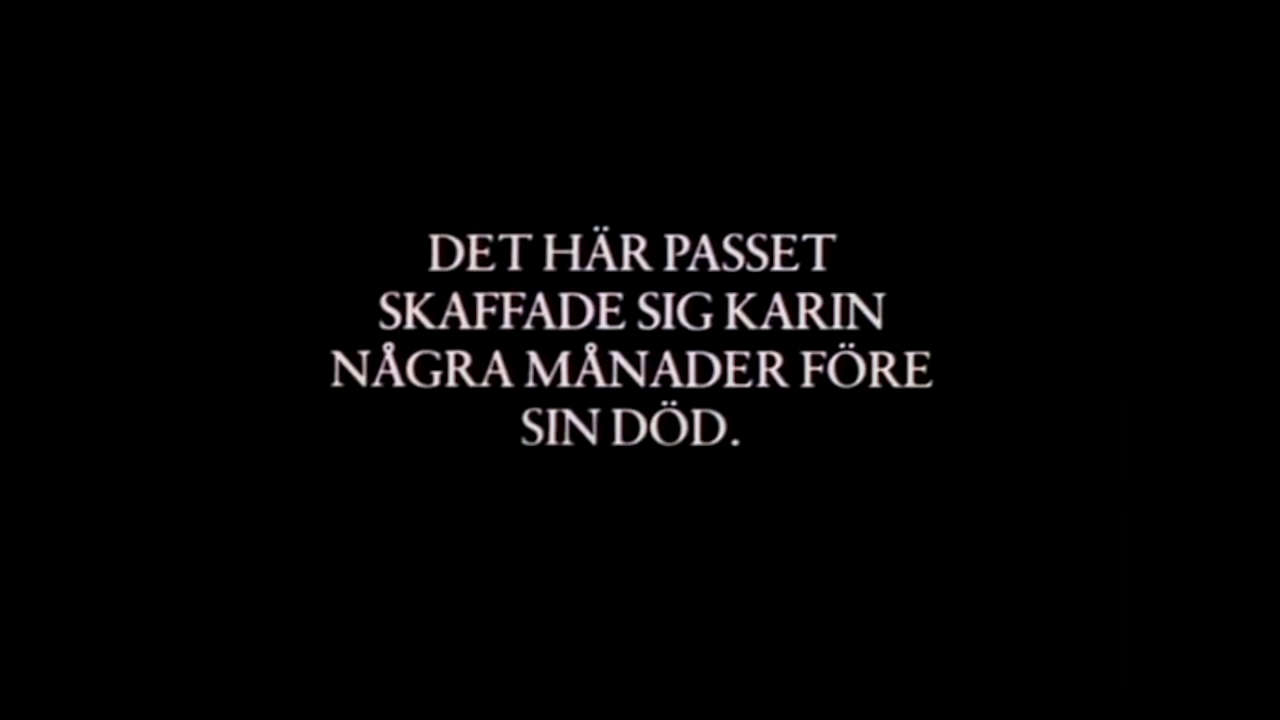 DET HÄR PASSET
SKAFFADE SIG KARIN
NÅGRA MÅNADER FÖRE
SIN DÖD.